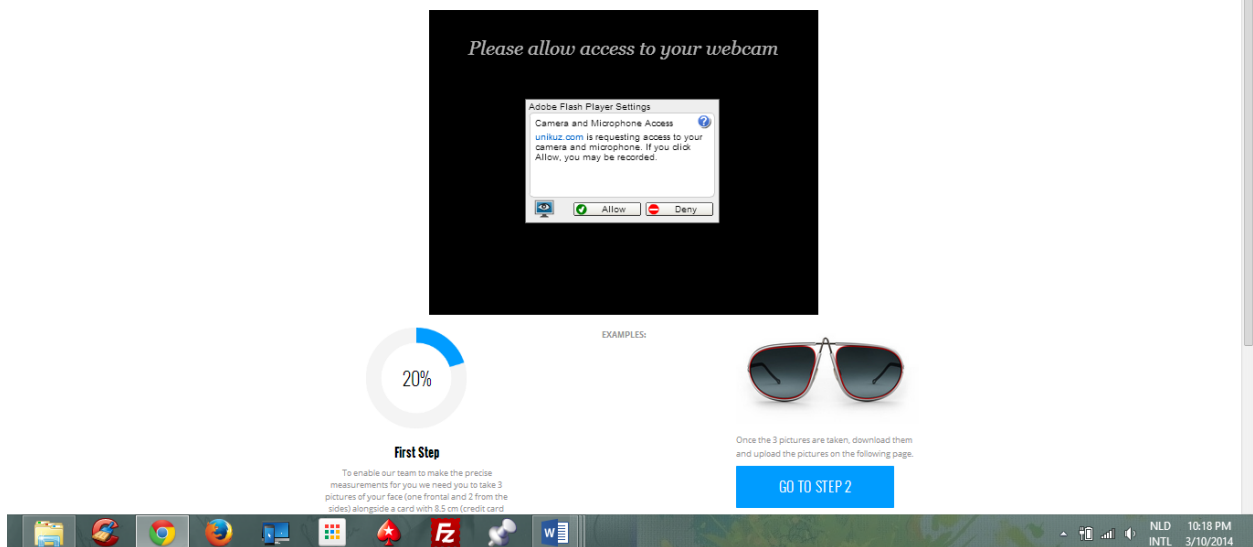 Please allow access to your webcam
Adobe Flash Player Settings
Camera and Microphone Access
unikuz.com is requesting access to your
camera and microphone. If you click
Allow, you may be recorded.
Allow
Deny
20%
First Step
To enable our team to make the precise
measurements for you we need you to take 3
pictures of your face (one frontal and 2 from the
sides) alongside a card with 8.5 cm (credit card
EXAMPLES:
Once the 3 pictures are taken, download them
and upload the pictures on the following page.
GO TO STEP 2
NLD
INTL
10:18 PM
3/10/2014